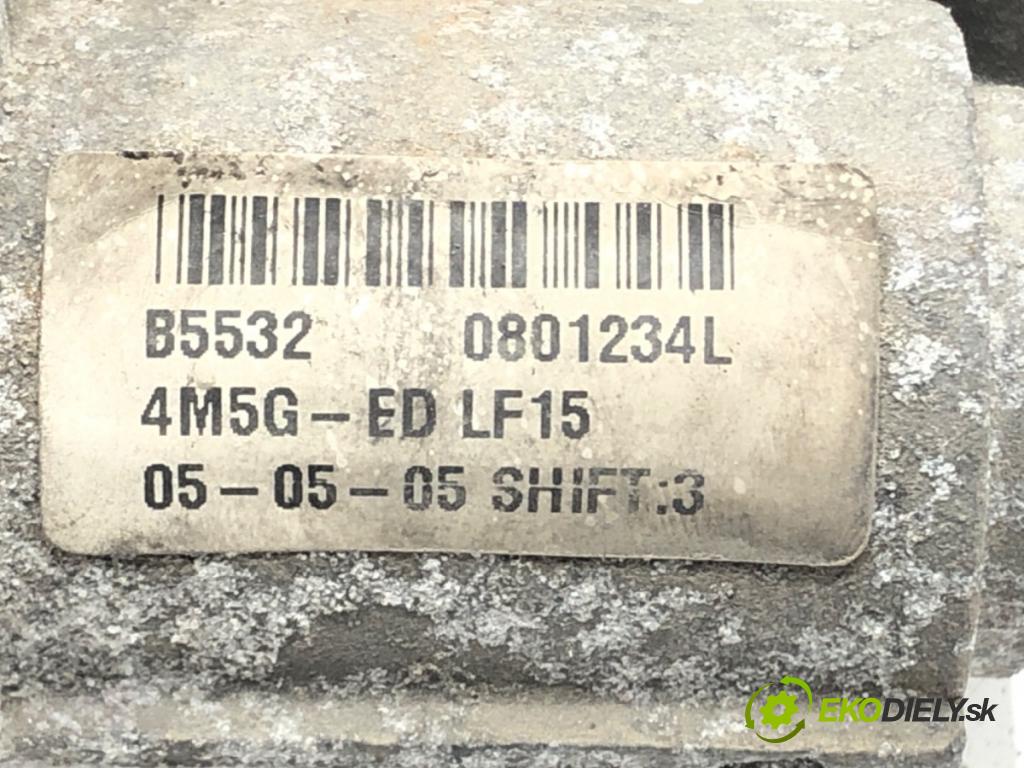 B5532 0801234L
4M5G-ED LF15
05-05-05 SHIFT:3
EKODIELY.sk